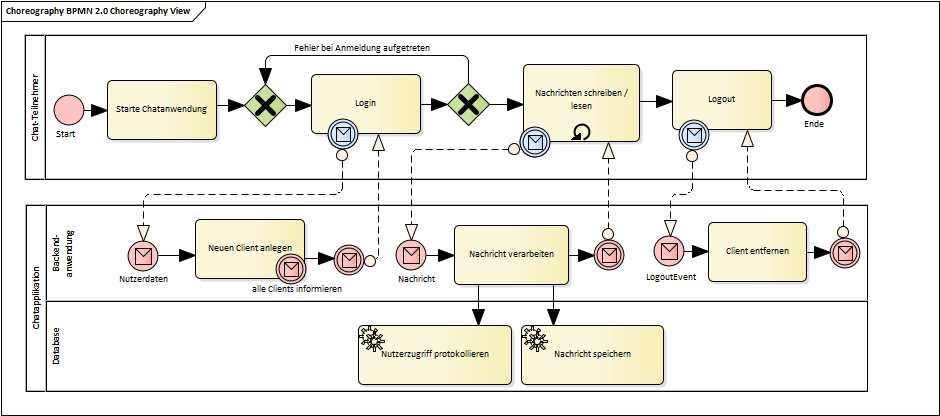 Choreography BPMN 2.0 Choreography View
Chat-Teilnehmer
Fehler bei Anmeldung aufgetreten
Start
Starte Chatanwendung
Login
Nachrichten schreiben /
lesen
Logout
Ende
Chatapplikation
Backend-
anwendung
Nutzerdaten
Neuen Client anlegen
alle Clients informieren
Nachricht
Nachricht verarbeiten
LogoutEvent
Client entfernen
Database
Nutzerzugriff protokollieren
Nachricht speichern